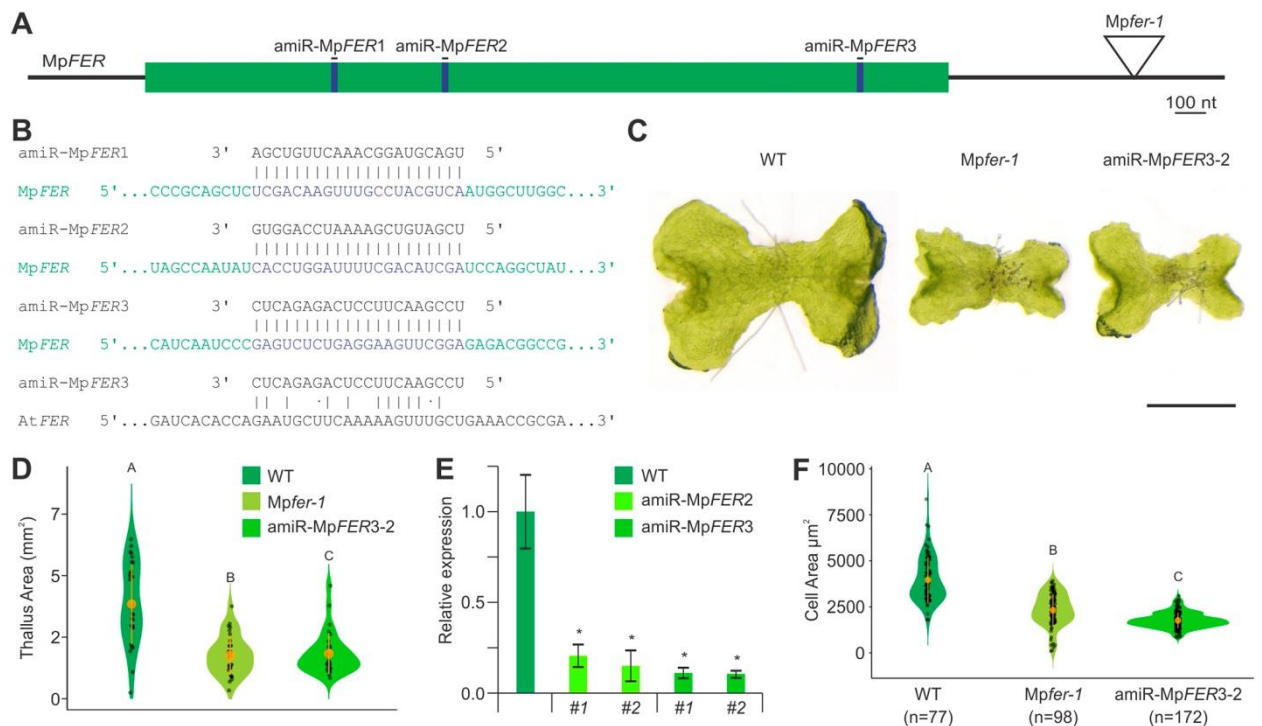 A
MpFER
amiR-MpFER1
amiR-MpFER2
amiR-MpFER3
Mpfer-1
100 nt
B
amiR-MpFER1 3' AGCUGUUCAAACGGAUGCAGU 5'
|||||||||||||||||||||
MpFER 5'...CCCGCAGCUCUCGACAAGUUUGCCUACGUCAAUGGCUUGGC...3'
amiR-MpFER2 3' GUGGACCUAAAAGCUGUAGCU 5'
|||||||||||||||||||||
MpFER 5'...UAGCCAAUAUCACCUGGAUUUUCGACAUCGAUCCAGGCUAU...3'
amiR-MpFER3 3' CUCAGAGACUCCUUCAAGCCU 5'
|||||||||||||||||||||
MpFER 5'...CAUCAAUCCCGAGUCUCUGAGGAAGUUCGGAGAGACGGCCG...3'
amiR-MpFER3 3' CUCAGAGACUCCUUCAAGCCU 5'
|| | ·| | |||||·|
AtFER 5'...GAUCACACCAGAAUGCUUCAAAAAGUUUGCUGAAACCGCGA...3'
C
WT
Mpfer-1
amiR-MpFER3-2
D
Thallus Area (mm²)
7
5
2
0
A
B
C
WT
Mpfer-1
amiR-MpFER3-2
E
Relative expression
1.0
0.5
0.0
* * * *
WT
amiR-MpFER2
amiR-MpFER3
#1 #2 #1 #2
F
Cell Area µm²
10000
7500
5000
2500
0
A
B
C
WT Mpfer-1 amiR-MpFER3-2
(n=77) (n=98) (n=172)